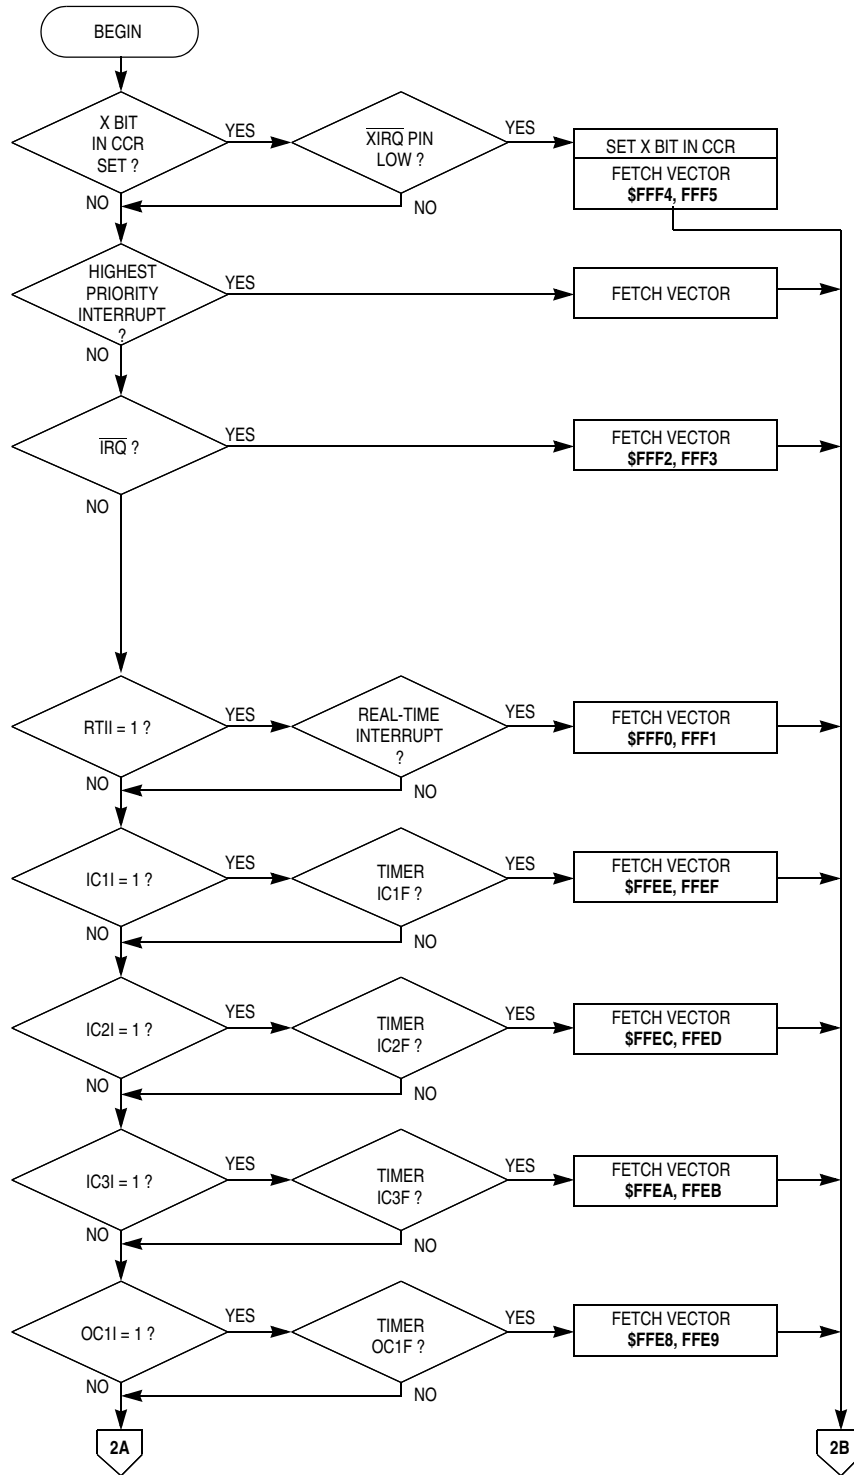 BEGIN
X BIT
IN CCR
SET ?
YES
XIRQ PIN
LOW ?
YES
SET X BIT IN CCR
FETCH VECTOR
$FFF4, FFF5
NO
NO
HIGHEST
PRIORITY
INTERRUPT
?
YES
FETCH VECTOR
NO
IRQ ?
YES
FETCH VECTOR
$FFF2, FFF3
NO
RTII = 1 ?
YES
REAL-TIME
INTERRUPT
?
YES
FETCH VECTOR
$FFF0, FFF1
NO
NO
IC1I = 1 ?
YES
TIMER
IC1F ?
YES
FETCH VECTOR
$FFEE, FFEF
NO
NO
IC2I = 1 ?
YES
TIMER
IC2F ?
YES
FETCH VECTOR
$FFEC, FFED
NO
NO
IC3I = 1 ?
YES
TIMER
IC3F ?
YES
FETCH VECTOR
$FFEA, FFEB
NO
NO
OC1I = 1 ?
YES
TIMER
OC1F ?
YES
FETCH VECTOR
$FFE8, FFE9
NO
NO
2A
2B